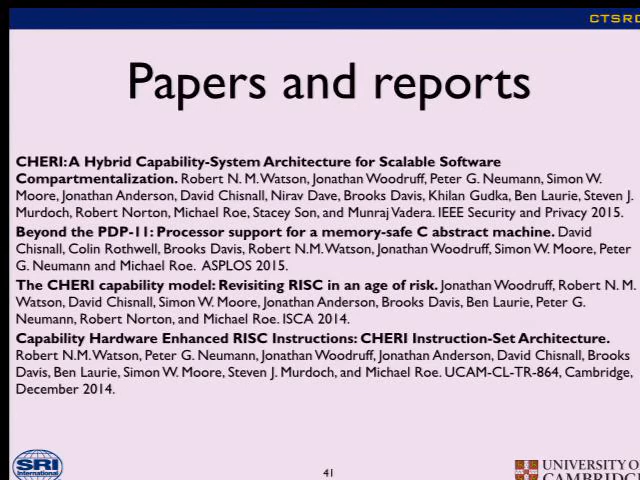 CTSRD
Papers and reports
CHERI: A Hybrid Capability-System Architecture for Scalable Software
Compartmentalization. Robert N. M. Watson, Jonathan Woodruff, Peter G. Neumann, Simon W.
Moore, Jonathan Anderson, David Chisnall, Nirav Dave, Brooks Davis, Khilan Gudka, Ben Laurie, Steven J.
Murdoch, Robert Norton, Michael Roe, Stacey Son, and Munraj Vadera. IEEE Security and Privacy 2015.
Beyond the PDP-11: Processor support for a memory-safe C abstract machine. David
Chisnall, Colin Rothwell, Brooks Davis, Robert N.M. Watson, Jonathan Woodruff, Simon W. Moore, Peter
G. Neumann and Michael Roe. ASPLOS 2015.
The CHERI capability model: Revisiting RISC in an age of risk. Jonathan Woodruff, Robert N. M.
Watson, David Chisnall, Simon W. Moore, Jonathan Anderson, Brooks Davis, Ben Laurie, Peter G.
Neumann, Robert Norton, and Michael Roe. ISCA 2014.
Capability Hardware Enhanced RISC Instructions: CHERI Instruction-Set Architecture.
Robert N.M. Watson, Peter G. Neumann, Jonathan Woodruff, Jonathan Anderson, David Chisnall, Brooks
Davis, Ben Laurie, Simon W. Moore, Steven J. Murdoch, and Michael Roe. UCAM-CL-TR-864, Cambridge,
December 2014.
SRI
International
41
UNIVERSITY OF
CAMBRIDGE